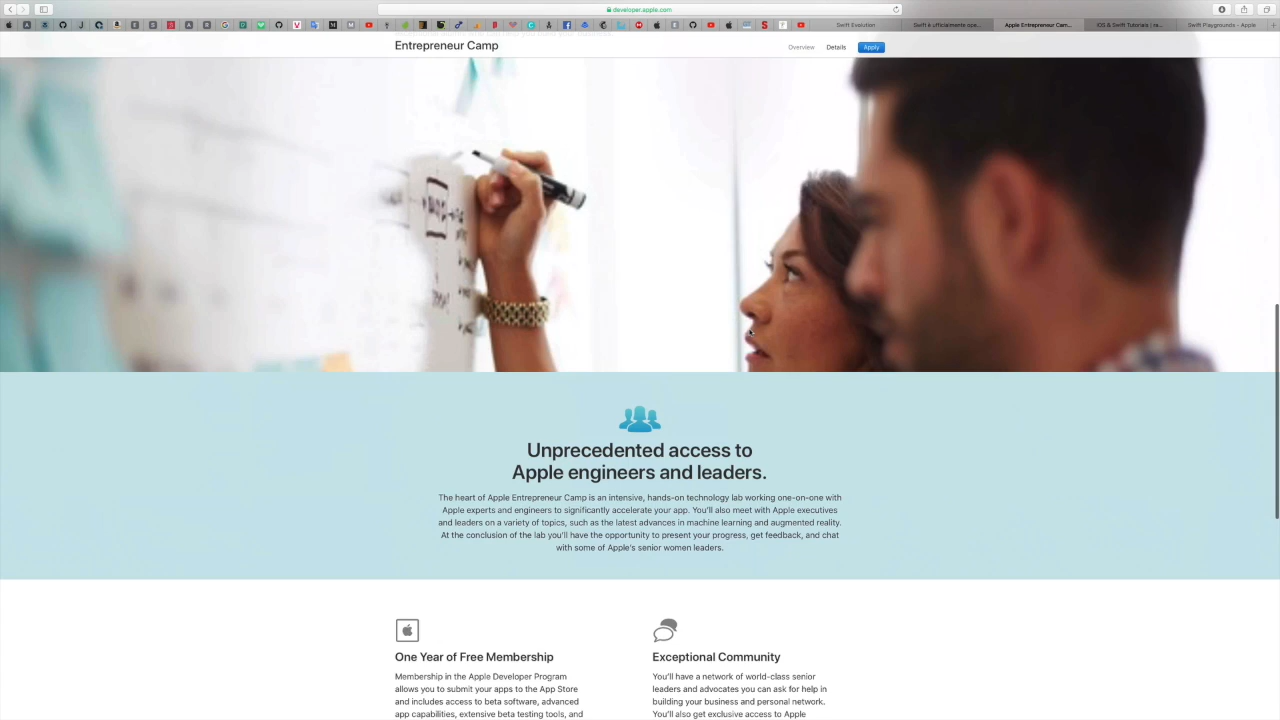 developer.apple.com
Swift Evolution
Swift è ufficialmente ope...
Apple Entrepreneur Cam...
iOS & Swift Tutorials | ra...
Swift Playgrounds - Apple
Entrepreneur Camp
Overview
Details
Apply
Unprecedented access to
Apple engineers and leaders.
The heart of Apple Entrepreneur Camp is an intensive, hands-on technology lab working one-on-one with
Apple experts and engineers to significantly accelerate your app. You'll also meet with Apple executives
and leaders on a variety of topics, such as the latest advances in machine learning and augmented reality.
At the conclusion of the lab you'll have the opportunity to present your progress, get feedback, and chat
with some of Apple's senior women leaders.
One Year of Free Membership
Membership in the Apple Developer Program
allows you to submit your apps to the App Store
and includes access to beta software, advanced
app capabilities, extensive beta testing tools, and
Exceptional Community
You'll have a network of world-class senior
leaders and advocates you can ask for help in
building your business and personal network.
You'll also get exclusive access to Apple